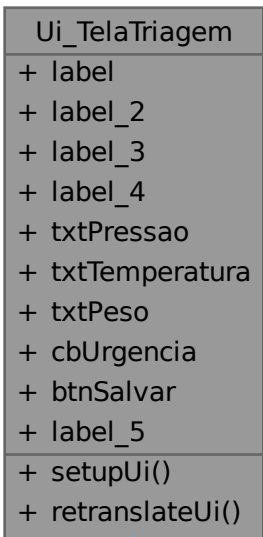 Ui_TelaTriagem
+ label
+ label_2
+ label_3
+ label_4
+ txtPressao
+ txtTemperatura
+ txtPeso
+ cbUrgencia
+ btnSalvar
+ label_5
+ setupUi()
+ retranslateUi()